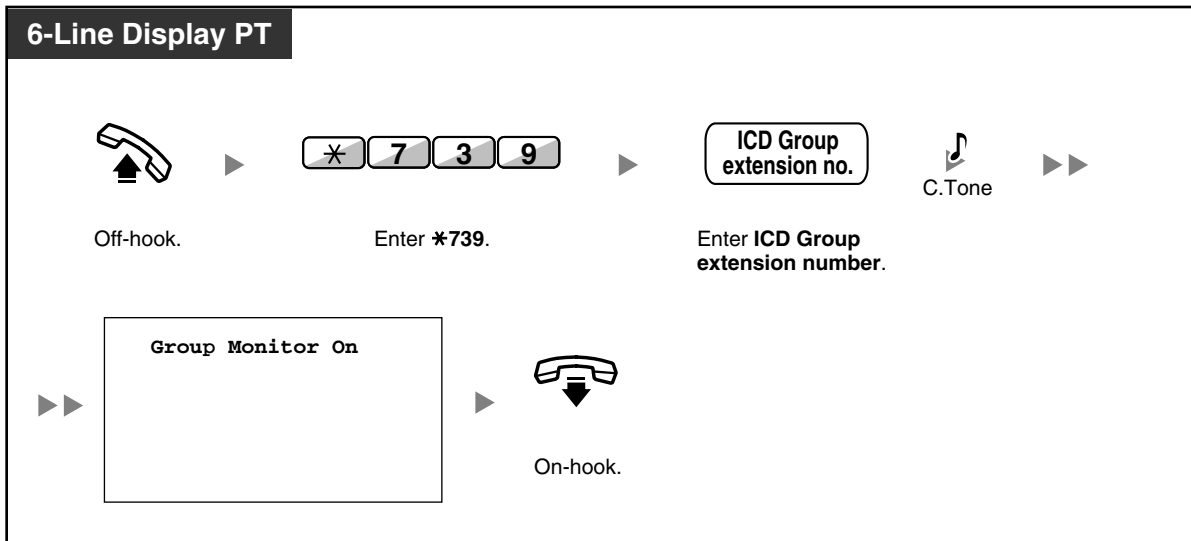 6-Line Display PT
✳ 7 3 9
ICD Group
extension no.
C.Tone
Off-hook.
Enter ✳739.
Enter ICD Group
extension number.
Group Monitor On
On-hook.